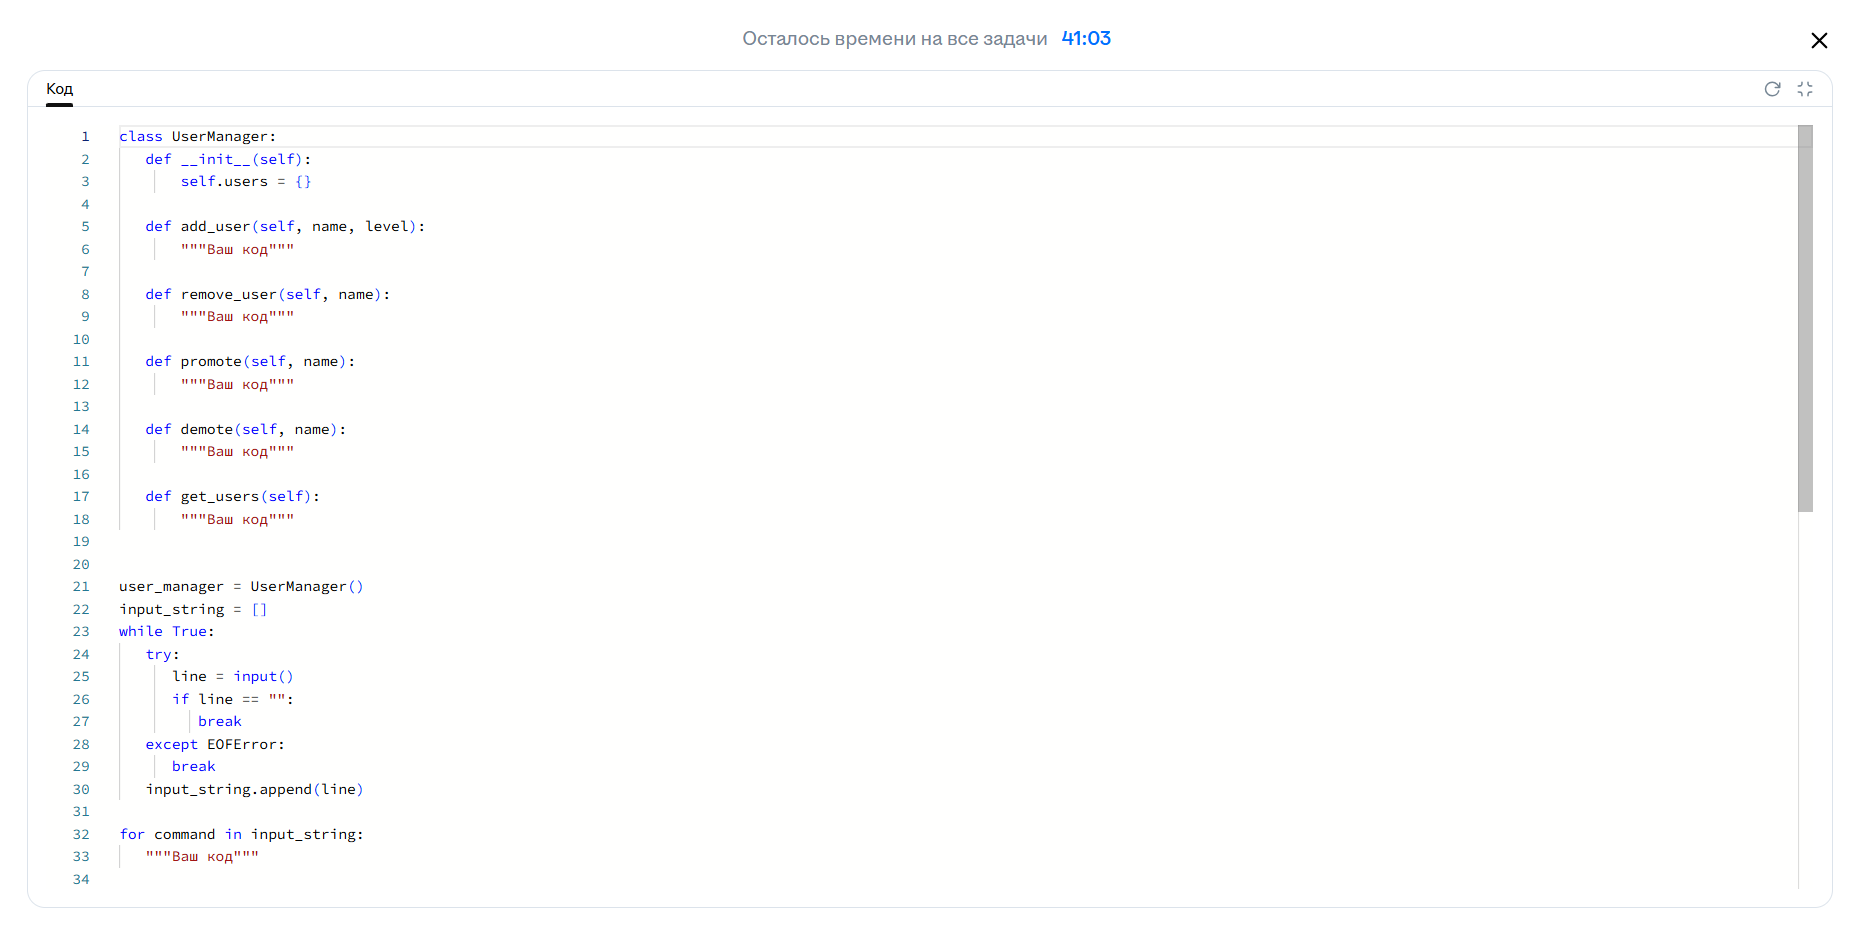 Осталось времени на все задачи 41:03
Код
1 class UserManager:
2 def __init__(self):
3 self.users = {}
4
5 def add_user(self, name, level):
6 """Ваш код"""
7
8 def remove_user(self, name):
9 """Ваш код"""
10
11 def promote(self, name):
12 """Ваш код"""
13
14 def demote(self, name):
15 """Ваш код"""
16
17 def get_users(self):
18 """Ваш код"""
19
20
21 user_manager = UserManager()
22 input_string = []
23 while True:
24 try:
25 line = input()
26 if line == "":
27 break
28 except EOFError:
29 break
30 input_string.append(line)
31
32 for command in input_string:
33 """Ваш код"""
34